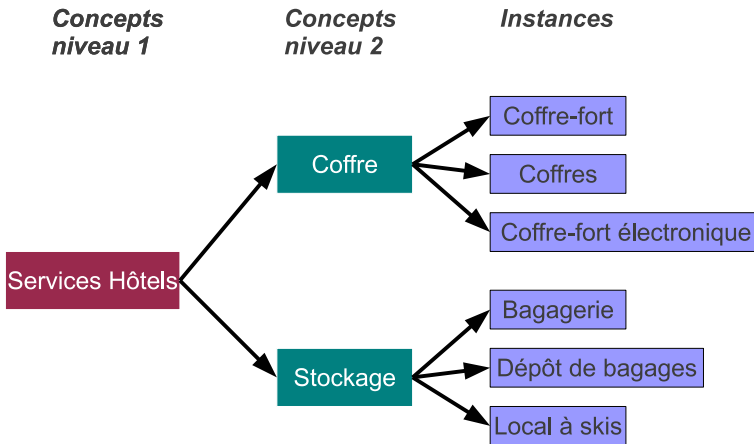 Concepts
niveau 1
Concepts
niveau 2
Instances
Services Hôtels
Coffre
Coffre-fort
Coffres
Coffre-fort électronique
Stockage
Bagagerie
Dépôt de bagages
Local à skis